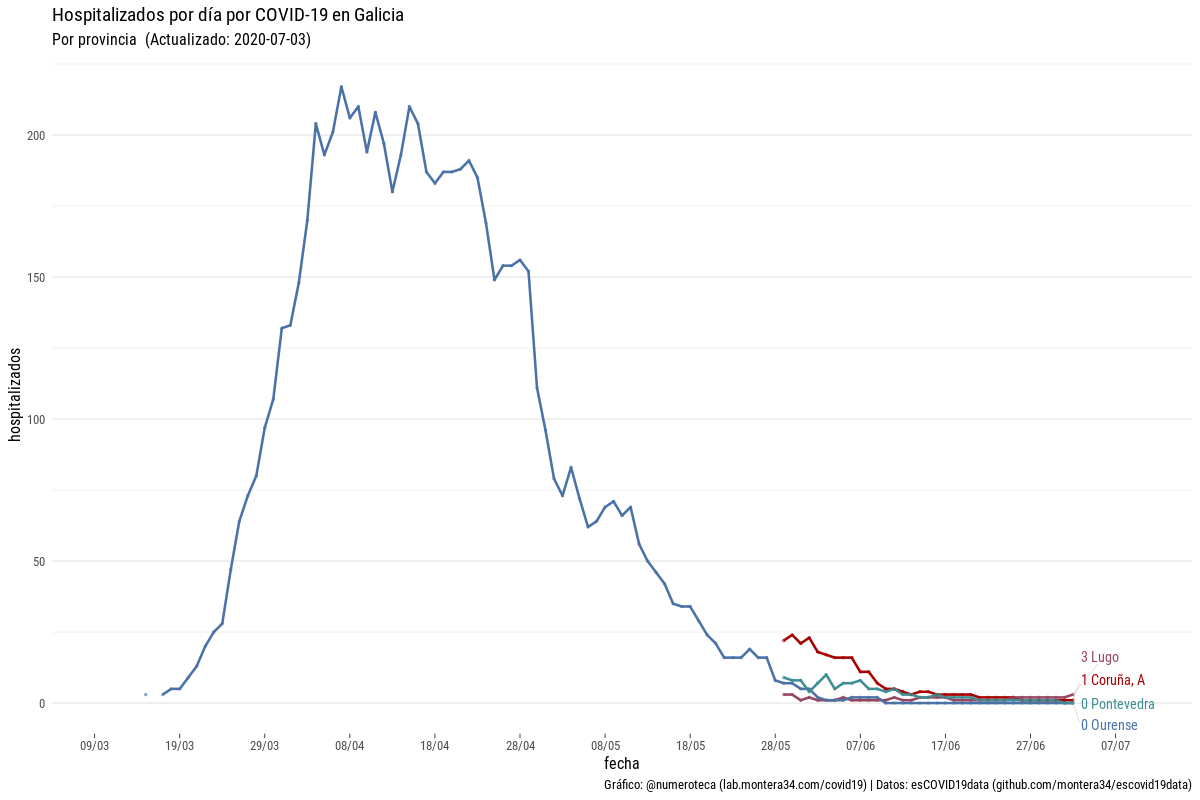 Hospitalizados por día por COVID-19 en Galicia
Por provincia (Actualizado: 2020-07-03)
hospitalizados
200
150
100
50
0
3 Lugo
1 Coruña, A
0 Pontevedra
0 Ourense
09/03 19/03 29/03 08/04 18/04 28/04 08/05 18/05 28/05 07/06 17/06 27/06 07/07
fecha
Gráfico: @numeroteca (lab.montera34.com/covid19) | Datos: esCOVID19data (github.com/montera34/escovid19data)